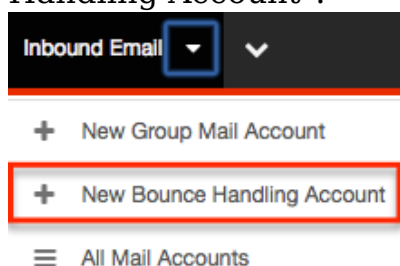 Handling Account".
Inbound Email
New Group Mail Account
New Bounce Handling Account
All Mail Accounts